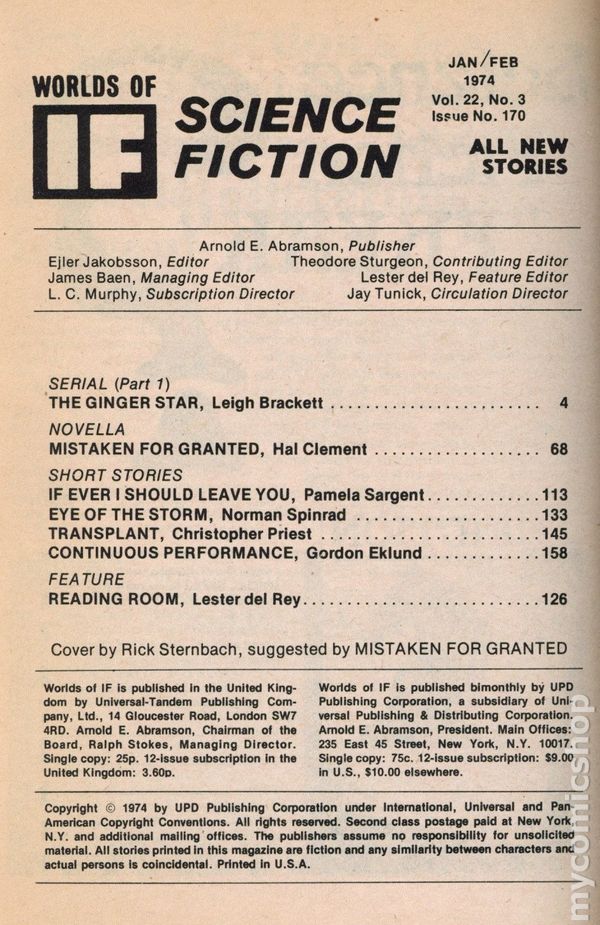 JAN/FEB
1974
Vol. 22, No. 3
Issue No. 170
WORLDS OF
IF
SCIENCE
FICTION
ALL NEW
STORIES
Arnold E. Abramson, Publisher
Ejler Jakobsson, Editor Theodore Sturgeon, Contributing Editor
James Baen, Managing Editor Lester del Rey, Feature Editor
L. C. Murphy, Subscription Director Jay Tunick, Circulation Director
SERIAL (Part 1)
THE GINGER STAR, Leigh Brackett ........................ 4
NOVELLA
MISTAKEN FOR GRANTED, Hal Clement ................... 68
SHORT STORIES
IF EVER I SHOULD LEAVE YOU, Pamela Sargent............. 113
EYE OF THE STORM, Norman Spinrad .................... 133
TRANSPLANT, Christopher Priest ........................ 145
CONTINUOUS PERFORMANCE, Gordon Eklund ............. 158
FEATURE
READING ROOM, Lester del Rey........................... 126
Cover by Rick Sternbach, suggested by MISTAKEN FOR GRANTED
Worlds of IF is published in the United King-
dom by Universal-Tandem Publishing Com-
pany, Ltd., 14 Gloucester Road, London SW7
4RD. Arnold E. Abramson, Chairman of the
Board, Ralph Stokes, Managing Director.
Single copy: 25p. 12-issue subscription in the
United Kingdom: 3.60p.
Worlds of IF is published bimonthly by UPD
Publishing Corporation, a subsidiary of Uni-
versal Publishing & Distributing Corporation.
Arnold E. Abramson, President. Main Offices:
235 East 45 Street, New York, N.Y. 10017.
Single copy: 75c. 12-issue subscription: $9.00
in U.S., $10.00 elsewhere.
Copyright © 1974 by UPD Publishing Corporation under International, Universal and Pan-
American Copyright Conventions. All rights reserved. Second class postage paid at New York,
N.Y. and additional mailing offices. The publishers assume no responsibility for unsolicited
material. All stories printed in this magazine are fiction and any similarity between characters and
actual persons is coincidental. Printed in U.S.A.
mycomicshop